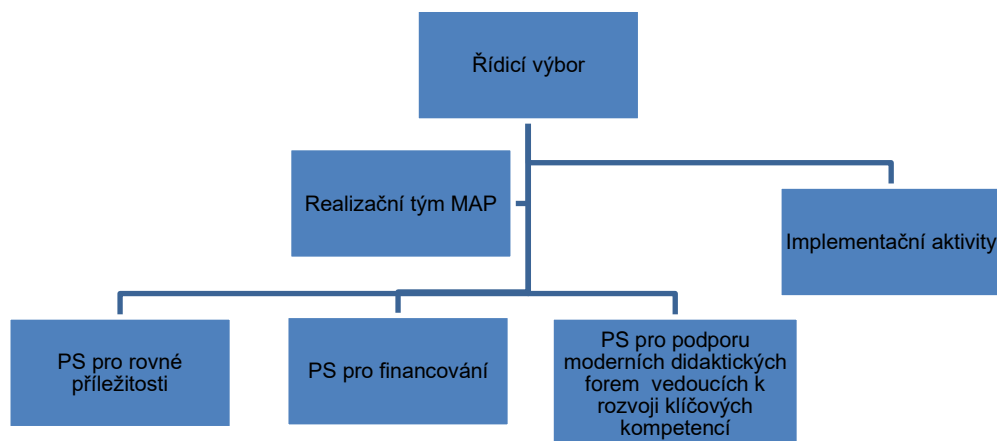 Řídicí výbor
Realizační tým MAP
Implementační aktivity
PS pro rovné
příležitosti
PS pro financování
PS pro podporu
moderních didaktických
forem  vedoucích k
rozvoji klíčových
kompetencí